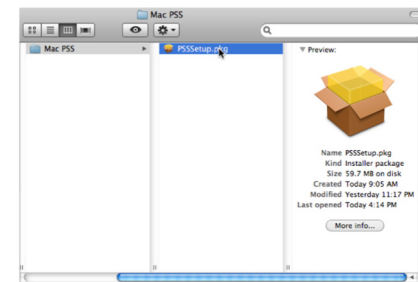 Mac PSS
Mac PSS
PSSSetup.pkg
Preview:
Name PSSSetup.pkg
Kind Installer package
Size 59.7 MB on disk
Created Today 9:05 AM
Modified Yesterday 11:17 PM
Last opened Today 4:14 PM
More info...